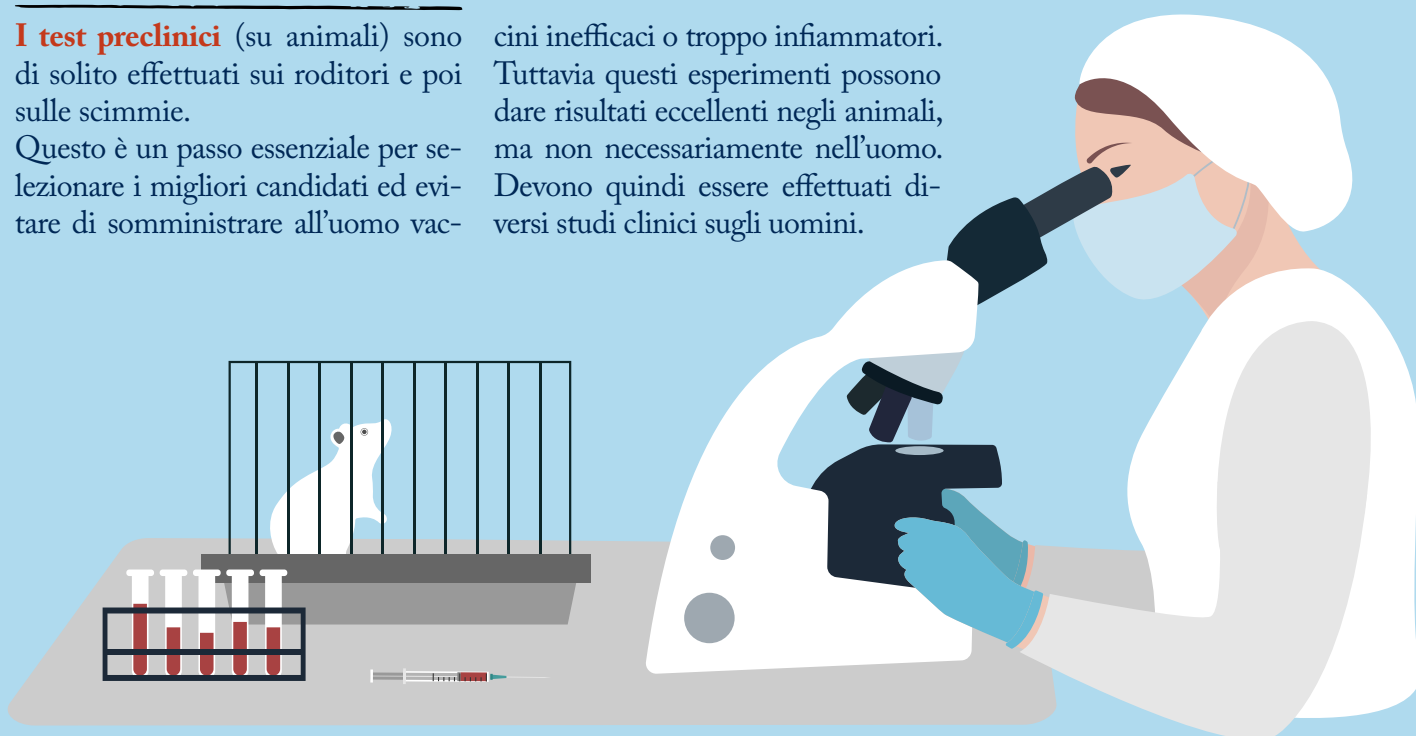 I test preclinici (su animali) sono
di solito effettuati sui roditori e poi
sulle scimmie.
Questo è un passo essenziale per se-
lezionare i migliori candidati ed evi-
tare di somministrare all’uomo vac-
cini inefficaci o troppo infiammatori.
Tuttavia questi esperimenti possono
dare risultati eccellenti negli animali,
ma non necessariamente nell’uomo.
Devono quindi essere effettuati di-
versi studi clinici sugli uomini.